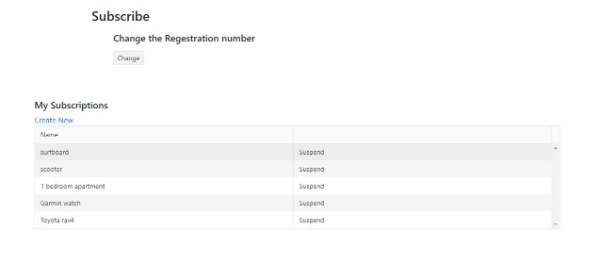 Subscribe
Change the Regestration number
Change
My Subscriptions
Create New
Name
surfboard Suspend
scooter Suspend
1 bedroom apartment Suspend
Garmin watch Suspend
Toyota rav4 Suspend